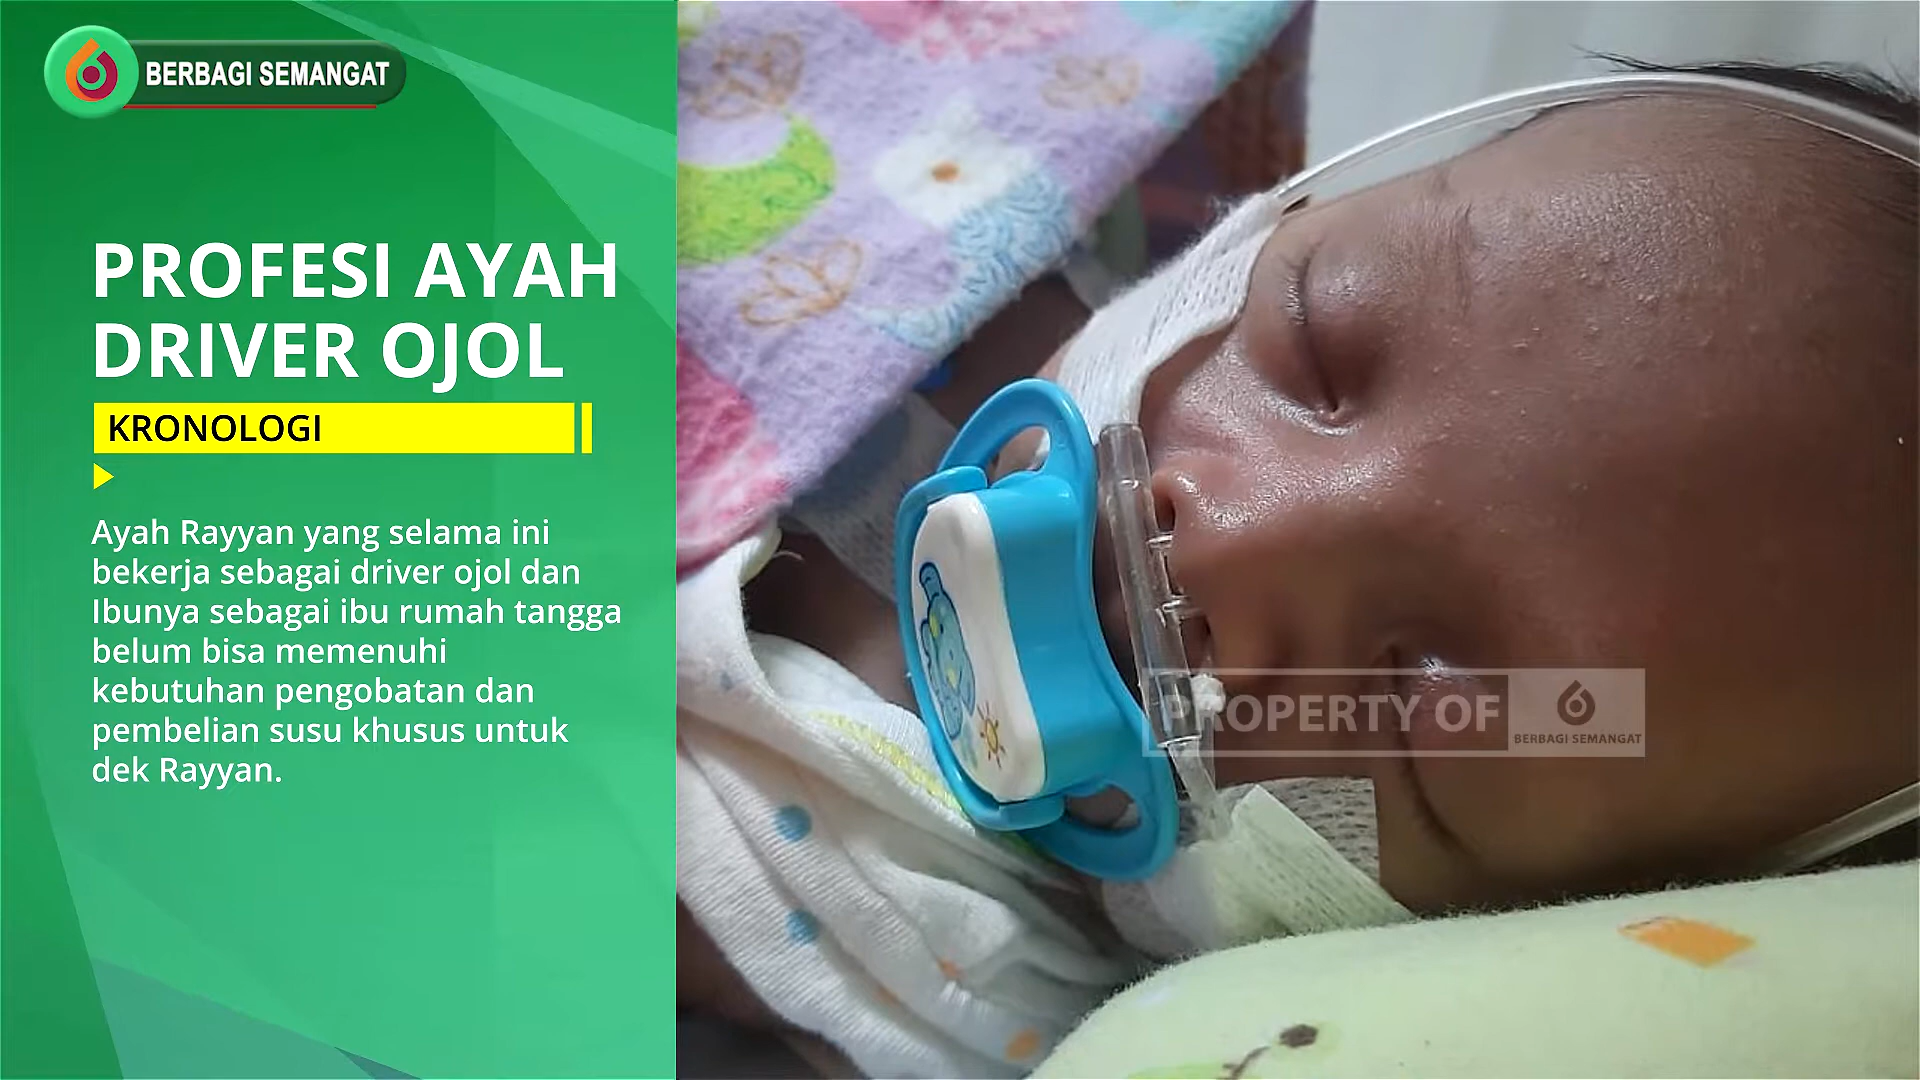 BERBAGI SEMANGAT
PROFESI AYAH
DRIVER OJOL
KRONOLOGI
Ayah Rayyan yang selama ini
bekerja sebagai driver ojol dan
Ibunya sebagai ibu rumah tangga
belum bisa memenuhi
kebutuhan pengobatan dan
pembelian susu khusus untuk
dek Rayyan.
PROPERTY OF
BERBAGI SEMANGAT